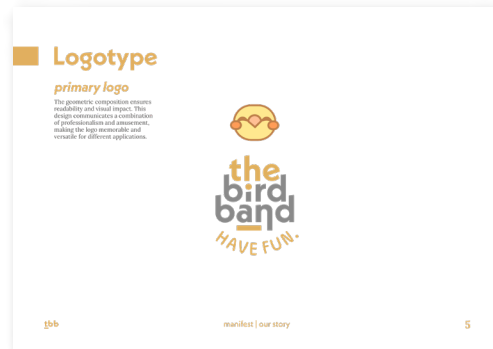 Logotype
primary logo
The geometric composition ensures
readability and visual impact. This
design communicates a combination
of professionalism and amusement,
making the logo memorable and
versatile for different applications.
the
bird
band
HAVE FUN.
tbb
manifest | our story
5